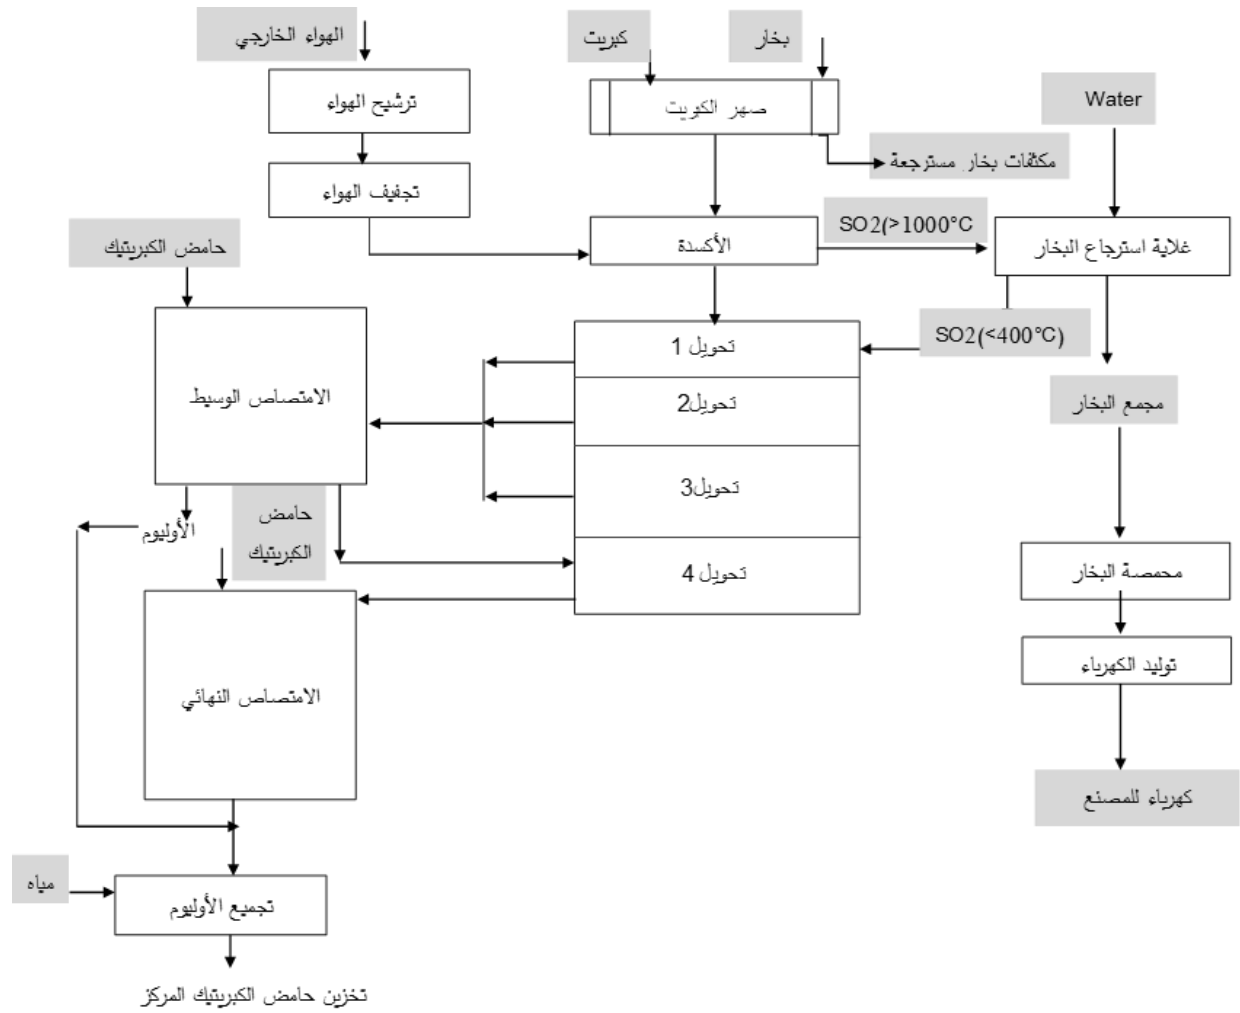 الهواء الخارجي
كبريت
بخار
ترشيح الهواء
صهر الكويت
Water
مكثفات بخار مسترجعة
تجفيف الهواء
SO2(>1000°C
حامض الكبريتيك
الأكسدة
غلاية استرجاع البخار
تحويل 1
SO2(<400°C)
الامتصاص الوسيط
تحويل2
مجمع البخار
تحويل3
حامض
الكبريتيك
الأوليوم
تحويل 4
محمصة البخار
توليد الكهرباء
الامتصاص النهائي
كهرباء للمصنع
مياه
تجميع الأوليوم
تخزين حامض الكبريتيك المركز